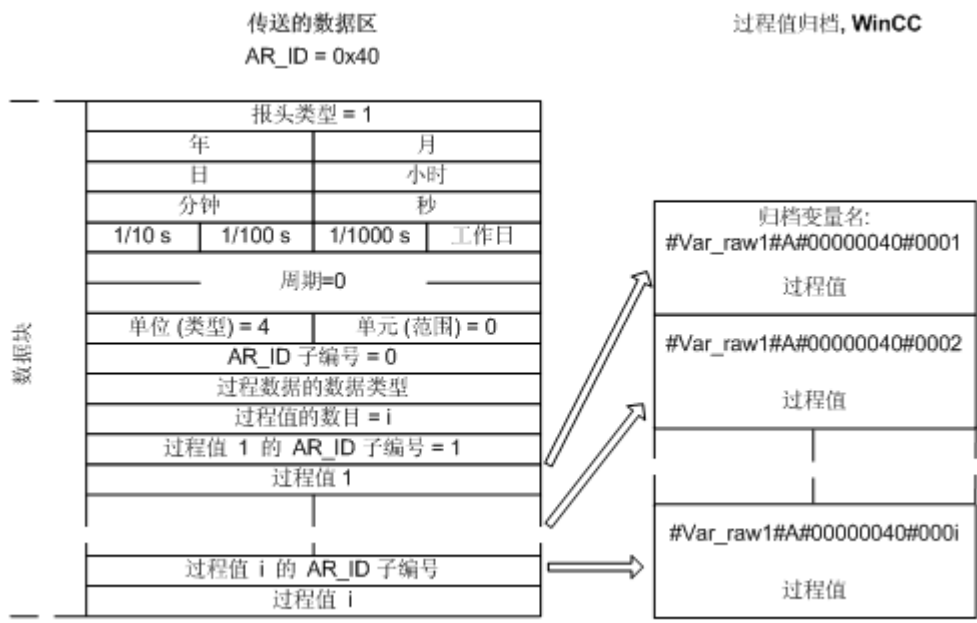 传送的数据区
AR_ID = 0x40
过程值归档, WinCC
数据块
报头类型 = 1
年 月
日 小时
分钟 秒
1/10 s 1/100 s 1/1000 s 工作日
周期=0
单位 (类型) = 4 单元 (范围) = 0
AR_ID 子编号 = 0
过程数据的数据类型
过程值的数目 = i
过程值 1 的 AR_ID 子编号 = 1
过程值 1
过程值 i 的 AR_ID 子编号
过程值 i
归档变量名:
#Var_raw1#A#00000040#0001
过程值
#Var_raw1#A#00000040#0002
过程值
#Var_raw1#A#00000040#000i
过程值